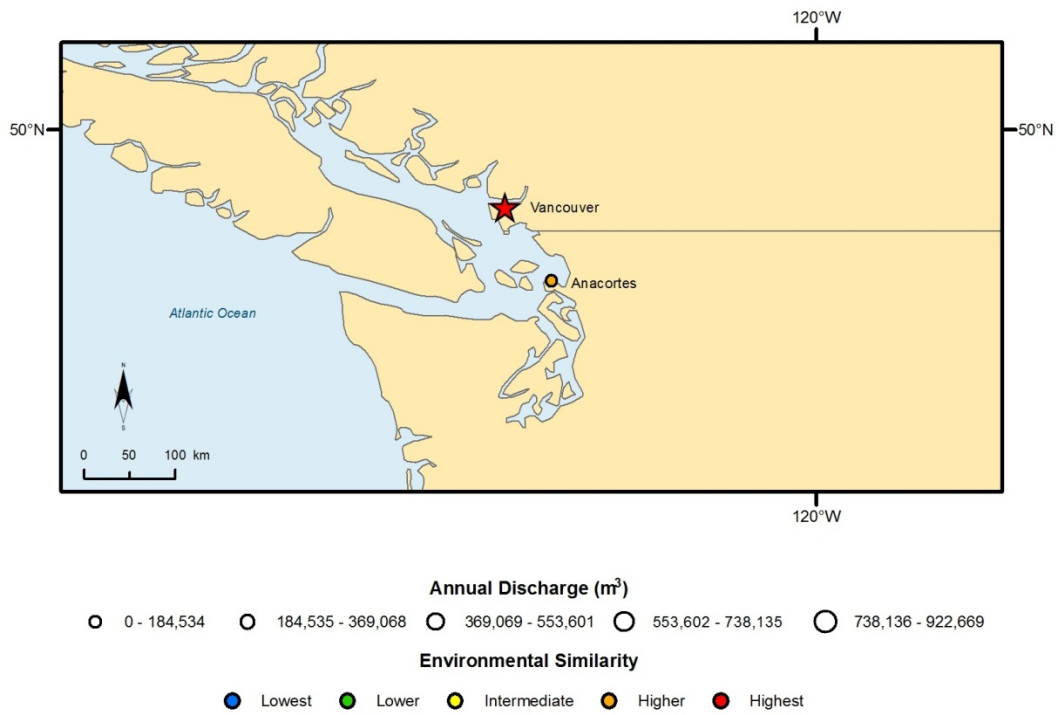 120°W
50°N
50°N
Vancouver
Anacortes
Atlantic Ocean
N
S
0 50 100 km
120°W
Annual Discharge (m³)
0 - 184,534 184,535 - 369,068 369,069 - 553,601 553,602 - 738,135 738,136 - 922,669
Environmental Similarity
Lowest Lower Intermediate Higher Highest